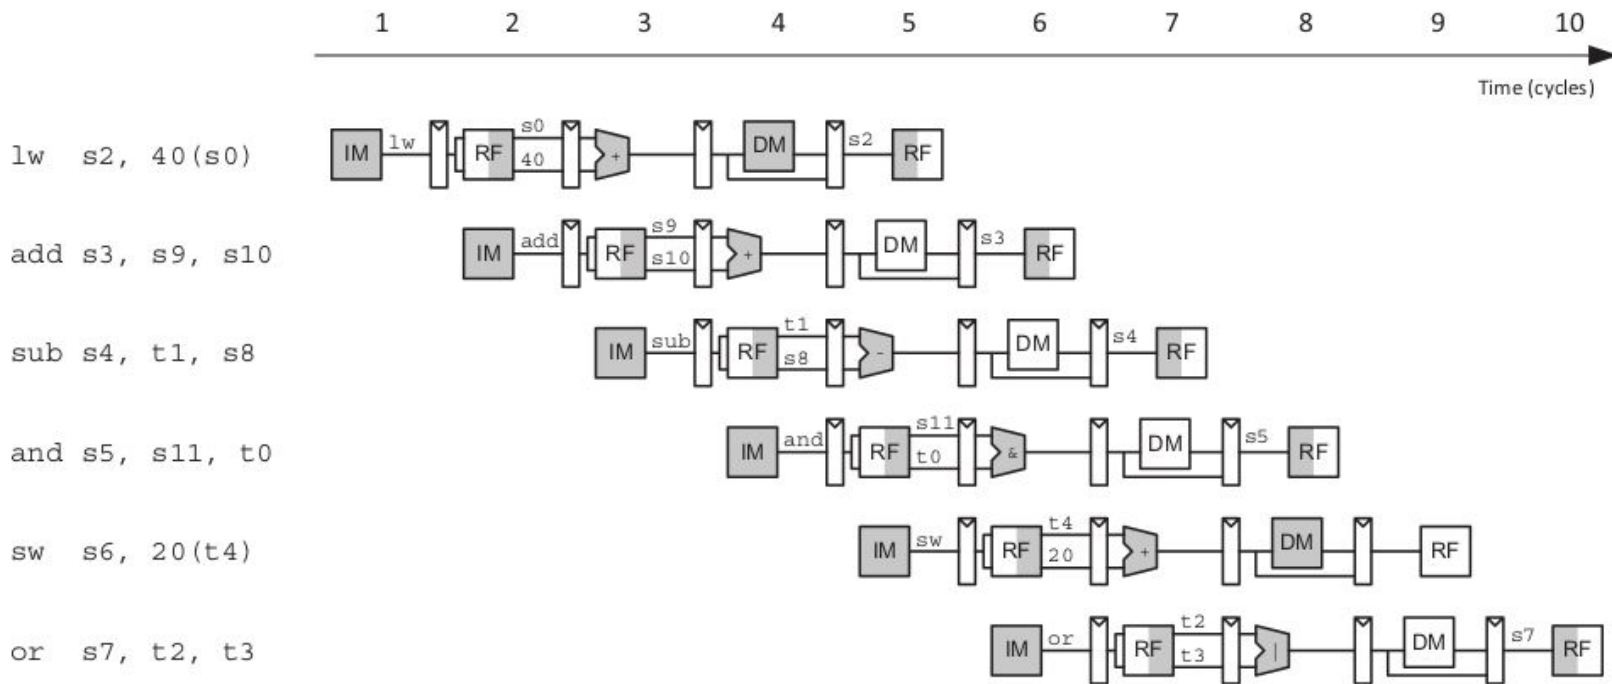 1 2 3 4 5 6 7 8 9 10
Time (cycles)
lw s2, 40(s0) IM lw RF s0 40 + DM s2 RF
add s3, s9, s10 IM add RF s9 s10 + DM s3 RF
sub s4, t1, s8 IM sub RF t1 s8 - DM s4 RF
and s5, s11, t0 IM and RF s11 t0 & DM s5 RF
sw s6, 20(t4) IM sw RF t4 20 + DM RF
or s7, t2, t3 IM or RF t2 t3 | DM s7 RF